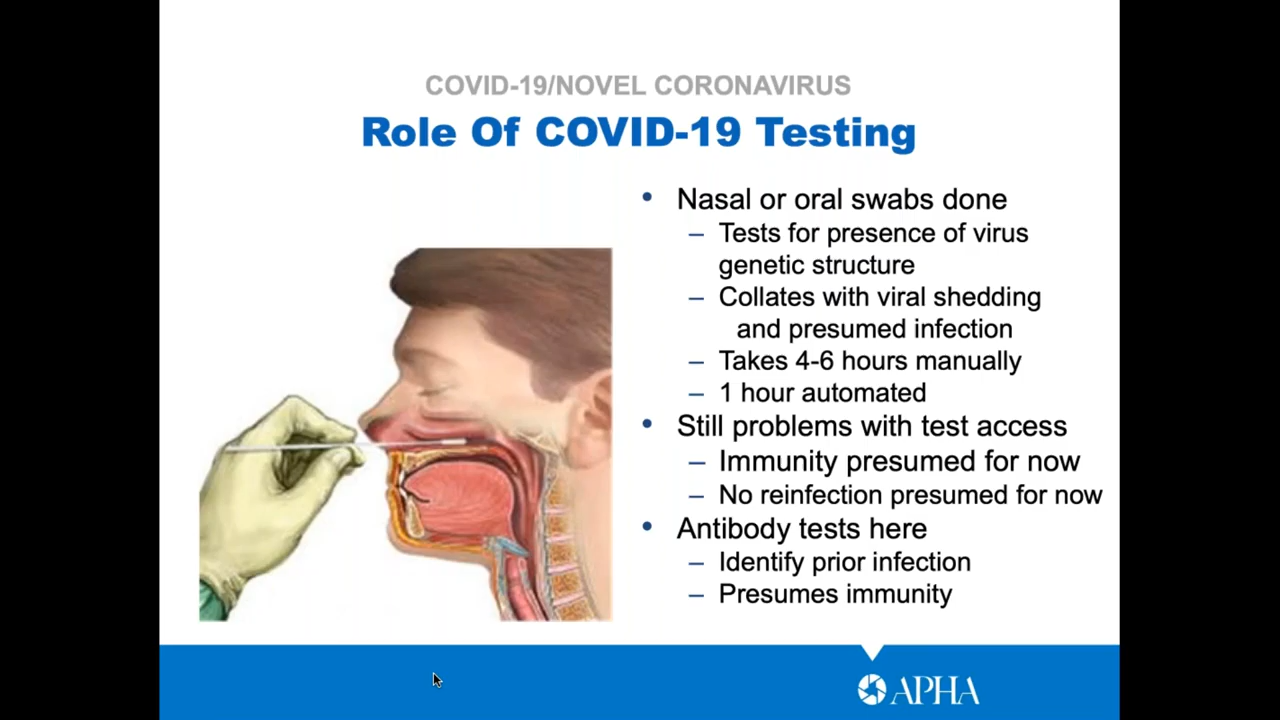 COVID-19/NOVEL CORONAVIRUS
Role Of COVID-19 Testing
• Nasal or oral swabs done
– Tests for presence of virus
genetic structure
– Collates with viral shedding
and presumed infection
– Takes 4-6 hours manually
– 1 hour automated
• Still problems with test access
– Immunity presumed for now
– No reinfection presumed for now
• Antibody tests here
– Identify prior infection
– Presumes immunity
APHA